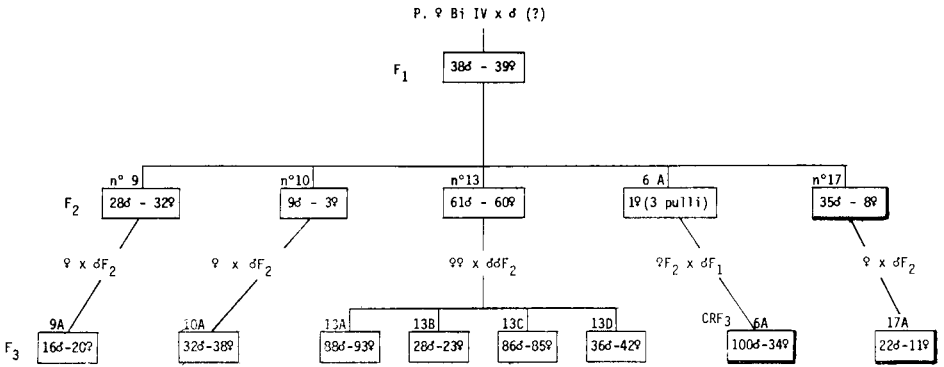 P. ♀ Bi IV x ♂ (?)
F1 38♂ - 39♀
n° 9 n°10 n°13 6 A n°17
F2 28♂ - 32♀ 9♂ - 3♀ 61♂ - 60♀ 1♀(3 pulli) 35♂ - 8♀
♀ x ♂F2 ♀ x ♂F2 ♀♀ x ♂♂F2 ♀F2 x ♂F1 ♀ x ♂F2
9A 10A 13A 13B 13C 13D CRF3 6A 17A
F3 16♂-20? 32♂-38♀ 88♂-93♀ 28♂-23♀ 86♂-85♀ 36♂-42♀ 100♂-34♀ 22♂-11♀